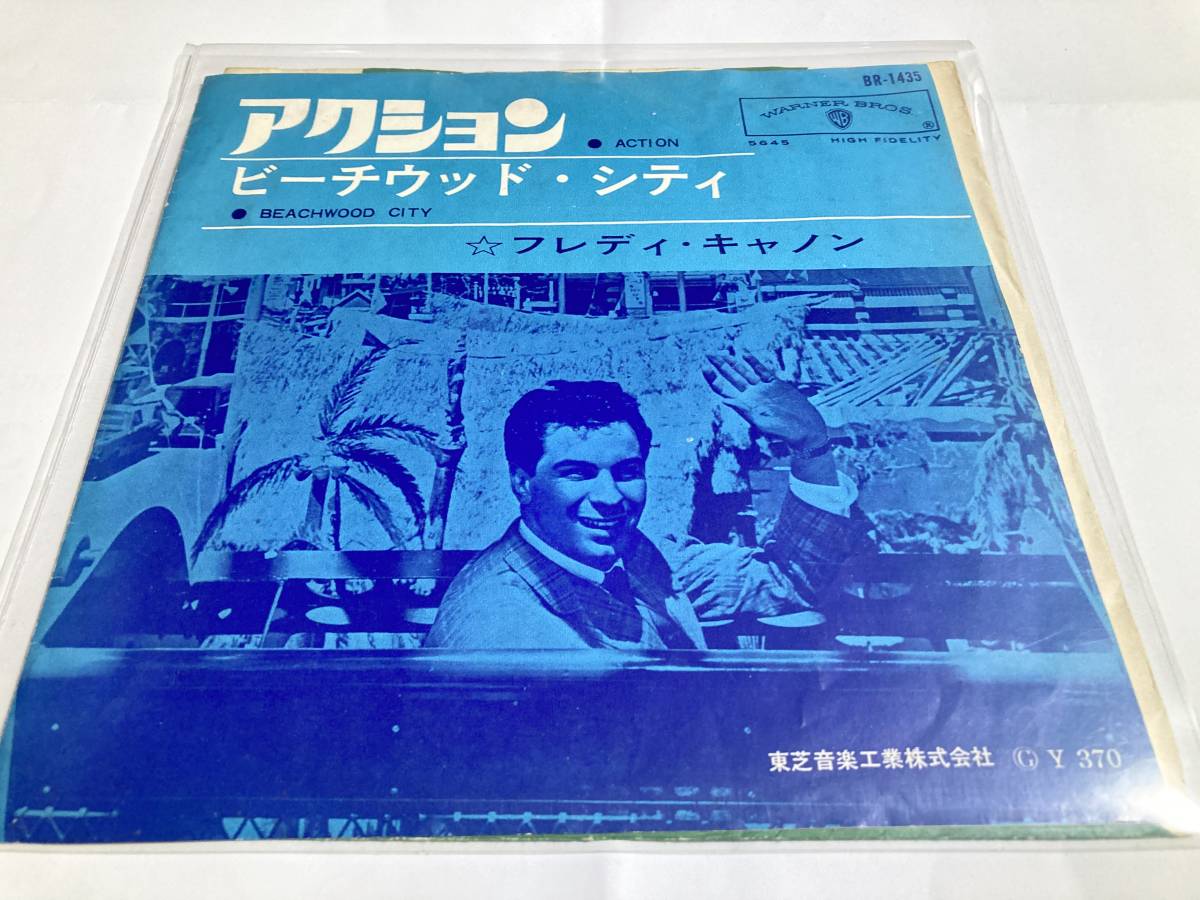 BR-1435
アクション
● ACTION
WARNER BROS.
WB
®
5645 HIGH FIDELITY
ビーチウッド・シティ
● BEACHWOOD CITY
☆フレディ・キャノン
東芝音楽工業株式会社 Ⓖ Y 370